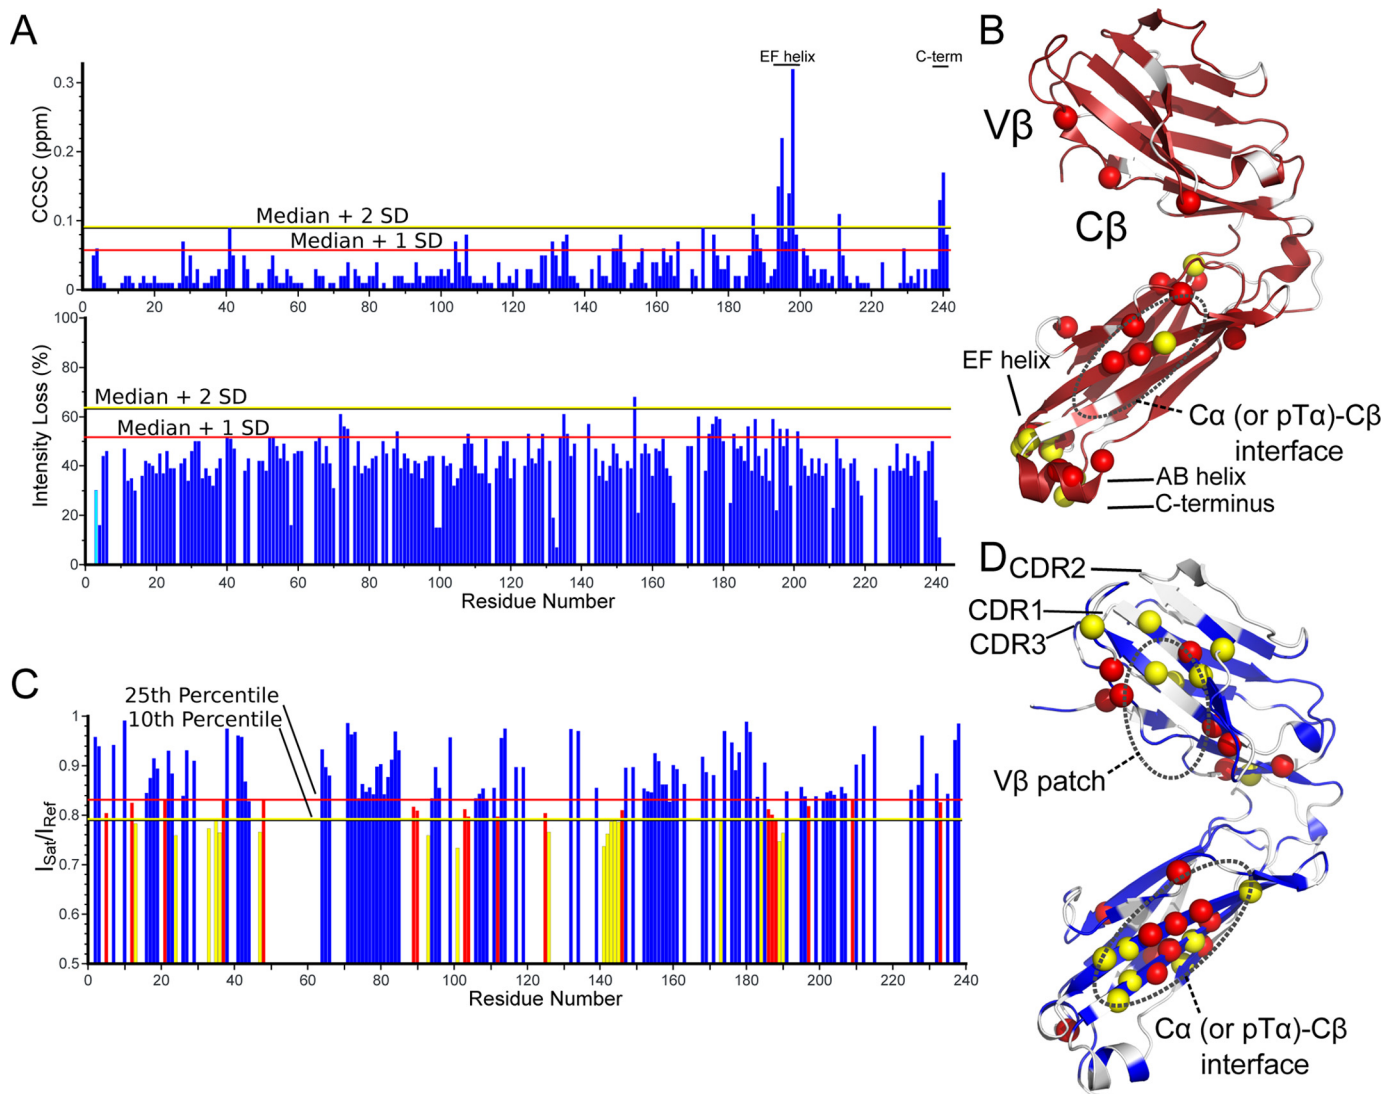 A
EF helix
C-term
0.3
0.2
0.1
0
CCSC (ppm)
Median + 2 SD
Median + 1 SD
0 20 40 60 80 100 120 140 160 180 200 220 240
100
80
60
40
20
0
Intensity Loss (%)
Median + 2 SD
Median + 1 SD
0 20 40 60 80 100 120 140 160 180 200 220 240
Residue Number
B
Vβ
Cβ
EF helix
Cα (or pTα)-Cβ
interface
AB helix
C-terminus
C
25th Percentile
10th Percentile
1
0.9
0.8
0.7
0.6
0.5
ISat/IRef
0 20 40 60 80 100 120 140 160 180 200 220 240
Residue Number
D
CDR2
CDR1
CDR3
Vβ patch
Cα (or pTα)-Cβ
interface